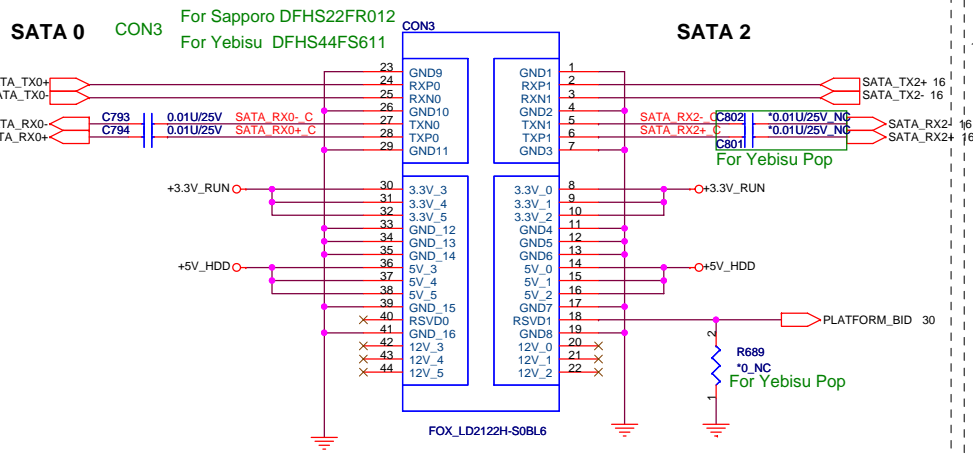 SATA 0
CON3
For Sapporo DFHS22FR012
For Yebisu DFHS44FS611
CON3
SATA 2
TA_TX0+
ATA_TX0-
TA_RX0-
TA_RX0+
C793 0.01U/25V SATA_RX0-_C
C794 0.01U/25V SATA_RX0+_C
23 GND9
24 RXP0
25 RXN0
26 GND10
27 TXN0
28 TXP0
29 GND11
GND1 1
RXP1 2
RXN1 3
GND2 4
TXN1 5
TXP1 6
GND3 7
SATA_TX2+ 16
SATA_TX2- 16
SATA_RX2-_C C802 *0.01U/25V_NC SATA_RX2- 16
SATA_RX2+_C C801 *0.01U/25V_NC SATA_RX2+ 16
For Yebisu Pop
+3.3V_RUN
30 3.3V_3
31 3.3V_4
32 3.3V_5
33 GND_12
34 GND_13
35 GND_14
+5V_HDD
36 5V_3
37 5V_4
38 5V_5
39 GND_15
40 RSVD0
41 GND_16
42 12V_3
43 12V_4
44 12V_5
3.3V_0 8
3.3V_1 9
3.3V_2 10
GND4 11
GND5 12
GND6 13
5V_0 14
5V_1 15
5V_2 16
GND7 17
RSVD1 18
GND8 19
12V_0 20
12V_1 21
12V_2 22
+3.3V_RUN
+5V_HDD
PLATFORM_BID 30
2
R689
*0_NC
For Yebisu Pop
1
FOX_LD2122H-S0BL6